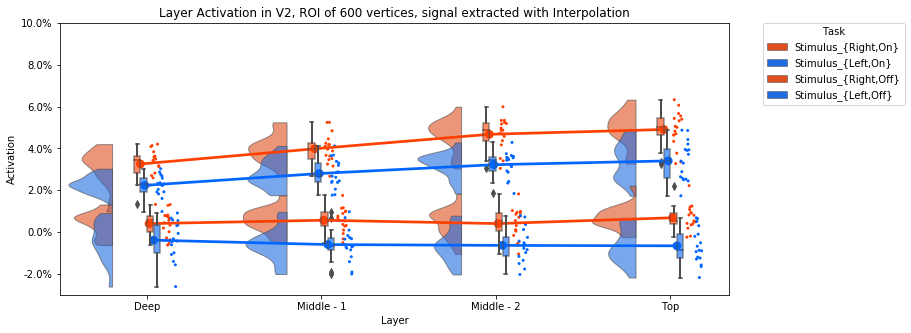 Layer Activation in V2, ROI of 600 vertices, signal extracted with Interpolation
10.0%
8.0%
6.0%
4.0%
2.0%
0.0%
-2.0%
Activation
Deep
Middle - 1
Middle - 2
Top
Layer
Task
Stimulus_{Right,On}
Stimulus_{Left,On}
Stimulus_{Right,Off}
Stimulus_{Left,Off}